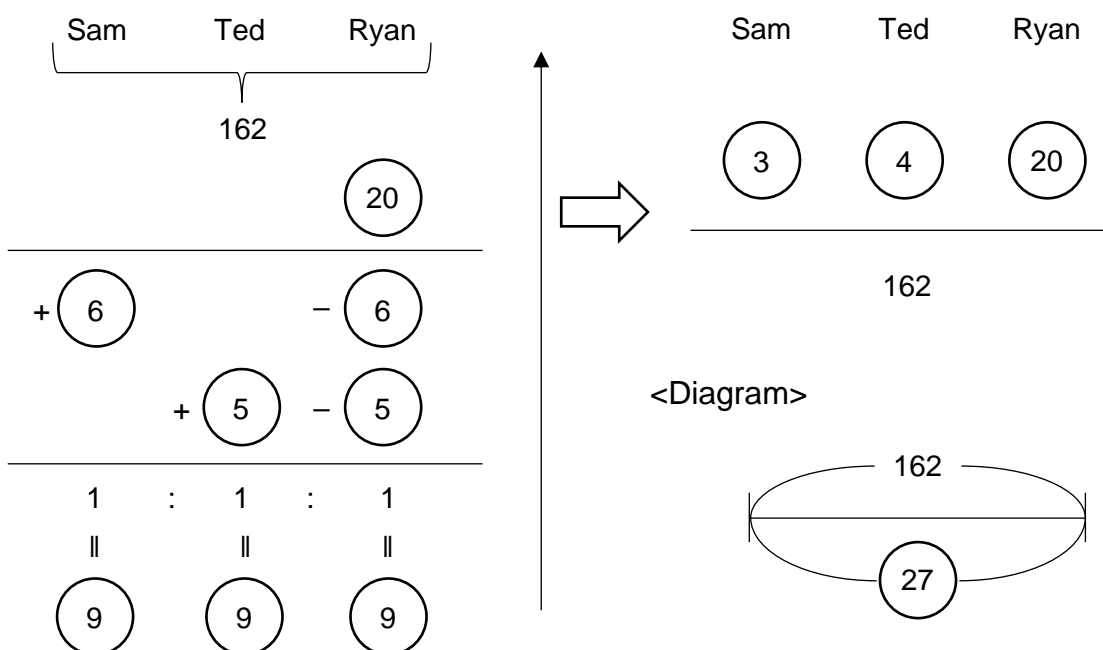 Sam Ted Ryan
162
20
+ 6 – 6
+ 5 – 5
1 : 1 : 1
‖ ‖ ‖
9 9 9
Sam Ted Ryan
3 4 20
162
<Diagram>
162
27